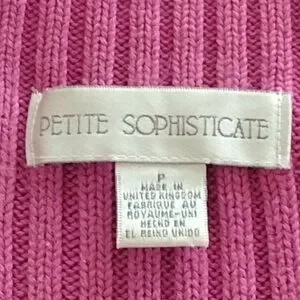 PETITE SOPHISTICATE
P
MADE IN
UNITED KINGDOM
FABRIQUE AU
ROYAUME-UNI
HECHO EN
EL REINO UNIDO